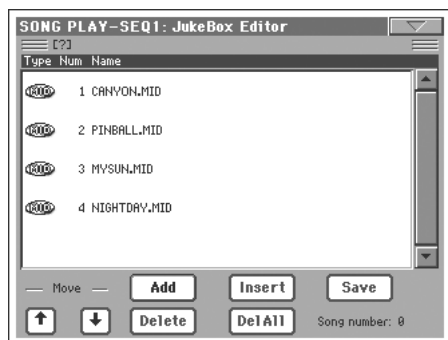 SONG PLAY-SEQ1: JukeBox Editor
[?]
Type Num Name
1 CANYON.MID
2 PINBALL.MID
3 MYSUN.MID
4 NIGHTDAY.MID
Move Add Insert Save
Delete DelAll Song number: 0